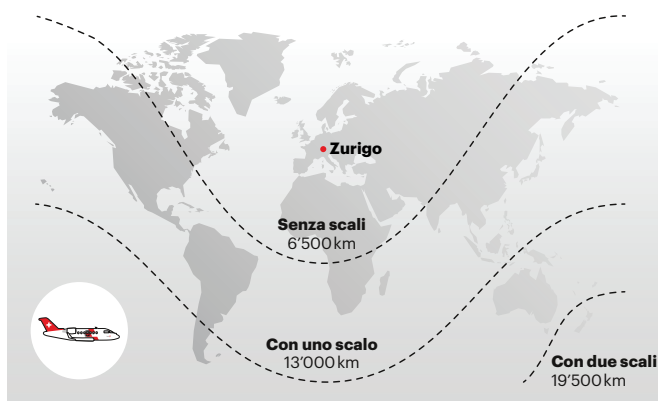 Zurigo
Senza scali
6’500 km
Con uno scalo
13’000 km
Con due scali
19’500 km